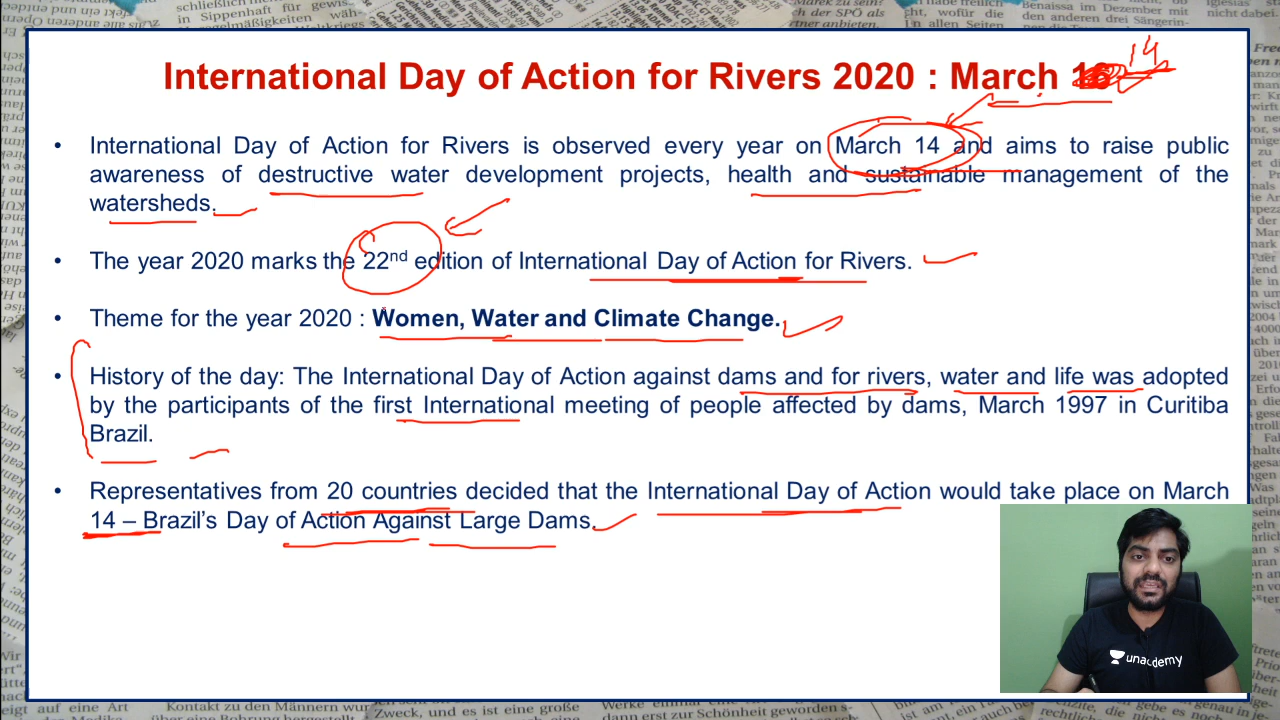 International Day of Action for Rivers 2020 : March 16 14
• International Day of Action for Rivers is observed every year on March 14 and aims to raise public
awareness of destructive water development projects, health and sustainable management of the
watersheds.
• The year 2020 marks the 22nd edition of International Day of Action for Rivers.
• Theme for the year 2020 : Women, Water and Climate Change.
• History of the day: The International Day of Action against dams and for rivers, water and life was adopted
by the participants of the first International meeting of people affected by dams, March 1997 in Curitiba
Brazil.
• Representatives from 20 countries decided that the International Day of Action would take place on March
14 – Brazil's Day of Action Against Large Dams.
unacademy